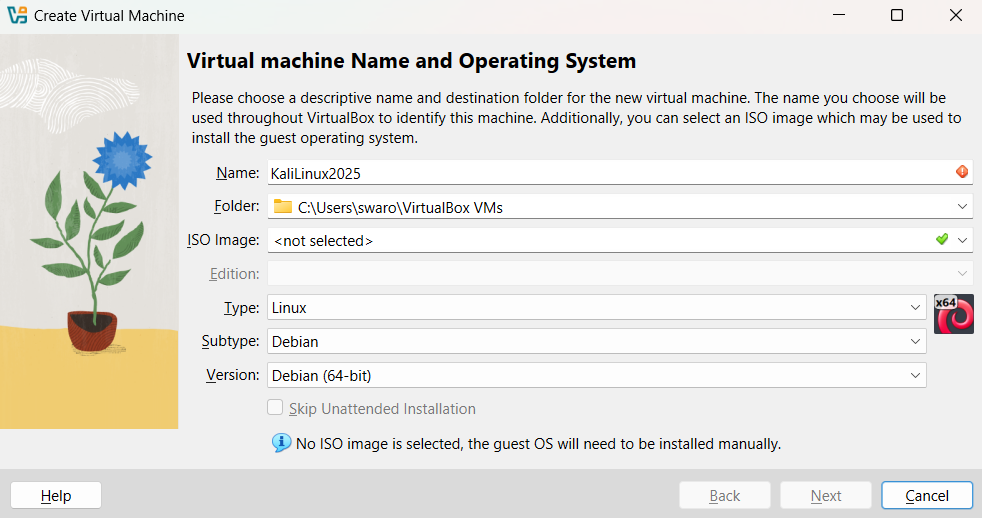 Create Virtual Machine
Virtual machine Name and Operating System
Please choose a descriptive name and destination folder for the new virtual machine. The name you choose will be
used throughout VirtualBox to identify this machine. Additionally, you can select an ISO image which may be used to
install the guest operating system.
Name: KaliLinux2025
Folder: C:\Users\swaro\VirtualBox VMs
ISO Image: <not selected>
Edition:
Type: Linux
x64
Subtype: Debian
Version: Debian (64-bit)
Skip Unattended Installation
No ISO image is selected, the guest OS will need to be installed manually.
Help Back Next Cancel